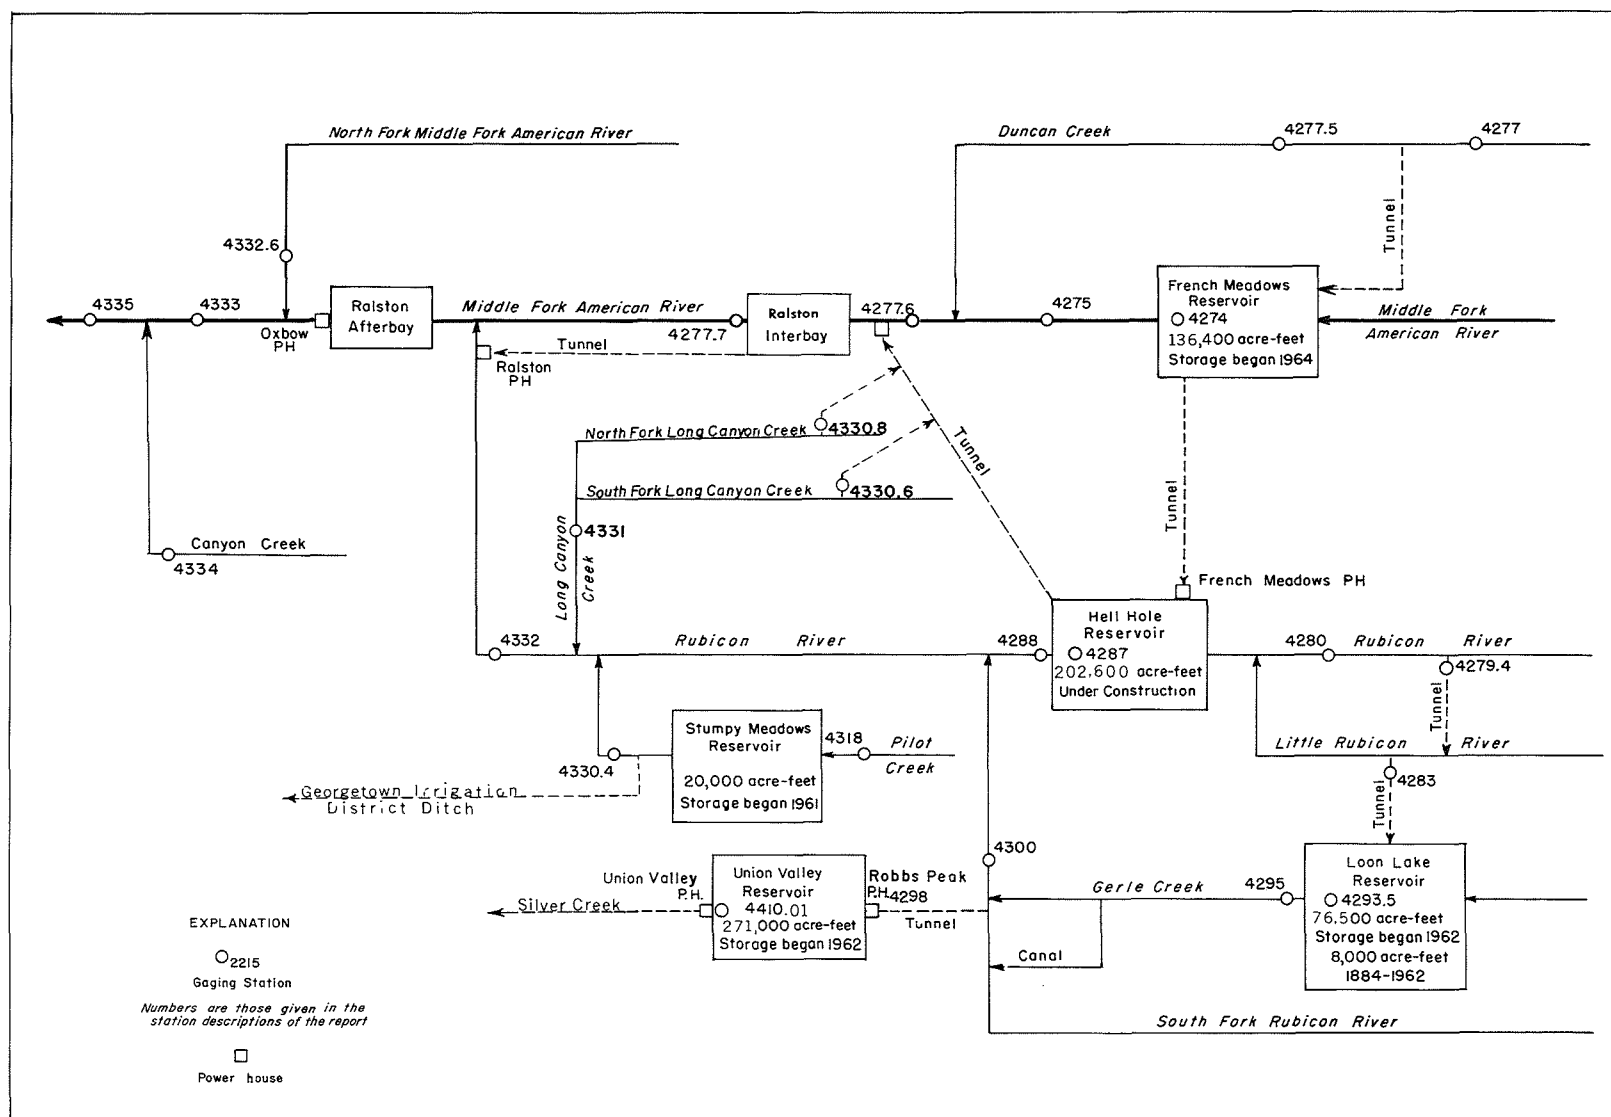 North Fork Middle Fork American River
Duncan Creek
4277.5
4277
Tunnel
4332.6
4335
4333
Oxbow
PH
Ralston
Afterbay
Middle Fork American River
4277.7
Ralston
Interbay
4277.6
4275
French Meadows
Reservoir
4274
136,400 acre-feet
Storage began 1964
Middle Fork
American River
Tunnel
Ralston
PH
North Fork Long Canyon Creek
4330.8
South Fork Long Canyon Creek
4330.6
Tunnel
Tunnel
4331
Long Canyon
Creek
Canyon Creek
4334
French Meadows PH
Hell Hole
Reservoir
4287
202,600 acre-feet
Under Construction
4332
Rubicon River
4288
4280
Rubicon River
4279.4
Tunnel
Little Rubicon River
4283
Tunnel
Stumpy Meadows
Reservoir
20,000 acre-feet
Storage began 1961
4318
Pilot
Creek
4330.4
Georgetown Irrigation
District Ditch
4300
Union Valley
P.H.
Union Valley
Reservoir
4410.01
271,000 acre-feet
Storage began 1962
Robbs Peak
P.H. 4298
Silver Creek
Tunnel
Gerle Creek
4295
Canal
Loon Lake
Reservoir
4293.5
76,500 acre-feet
Storage began 1962
8,000 acre-feet
1884-1962
South Fork Rubicon River
EXPLANATION
2215
Gaging Station
Numbers are those given in the
station descriptions of the report
Power house